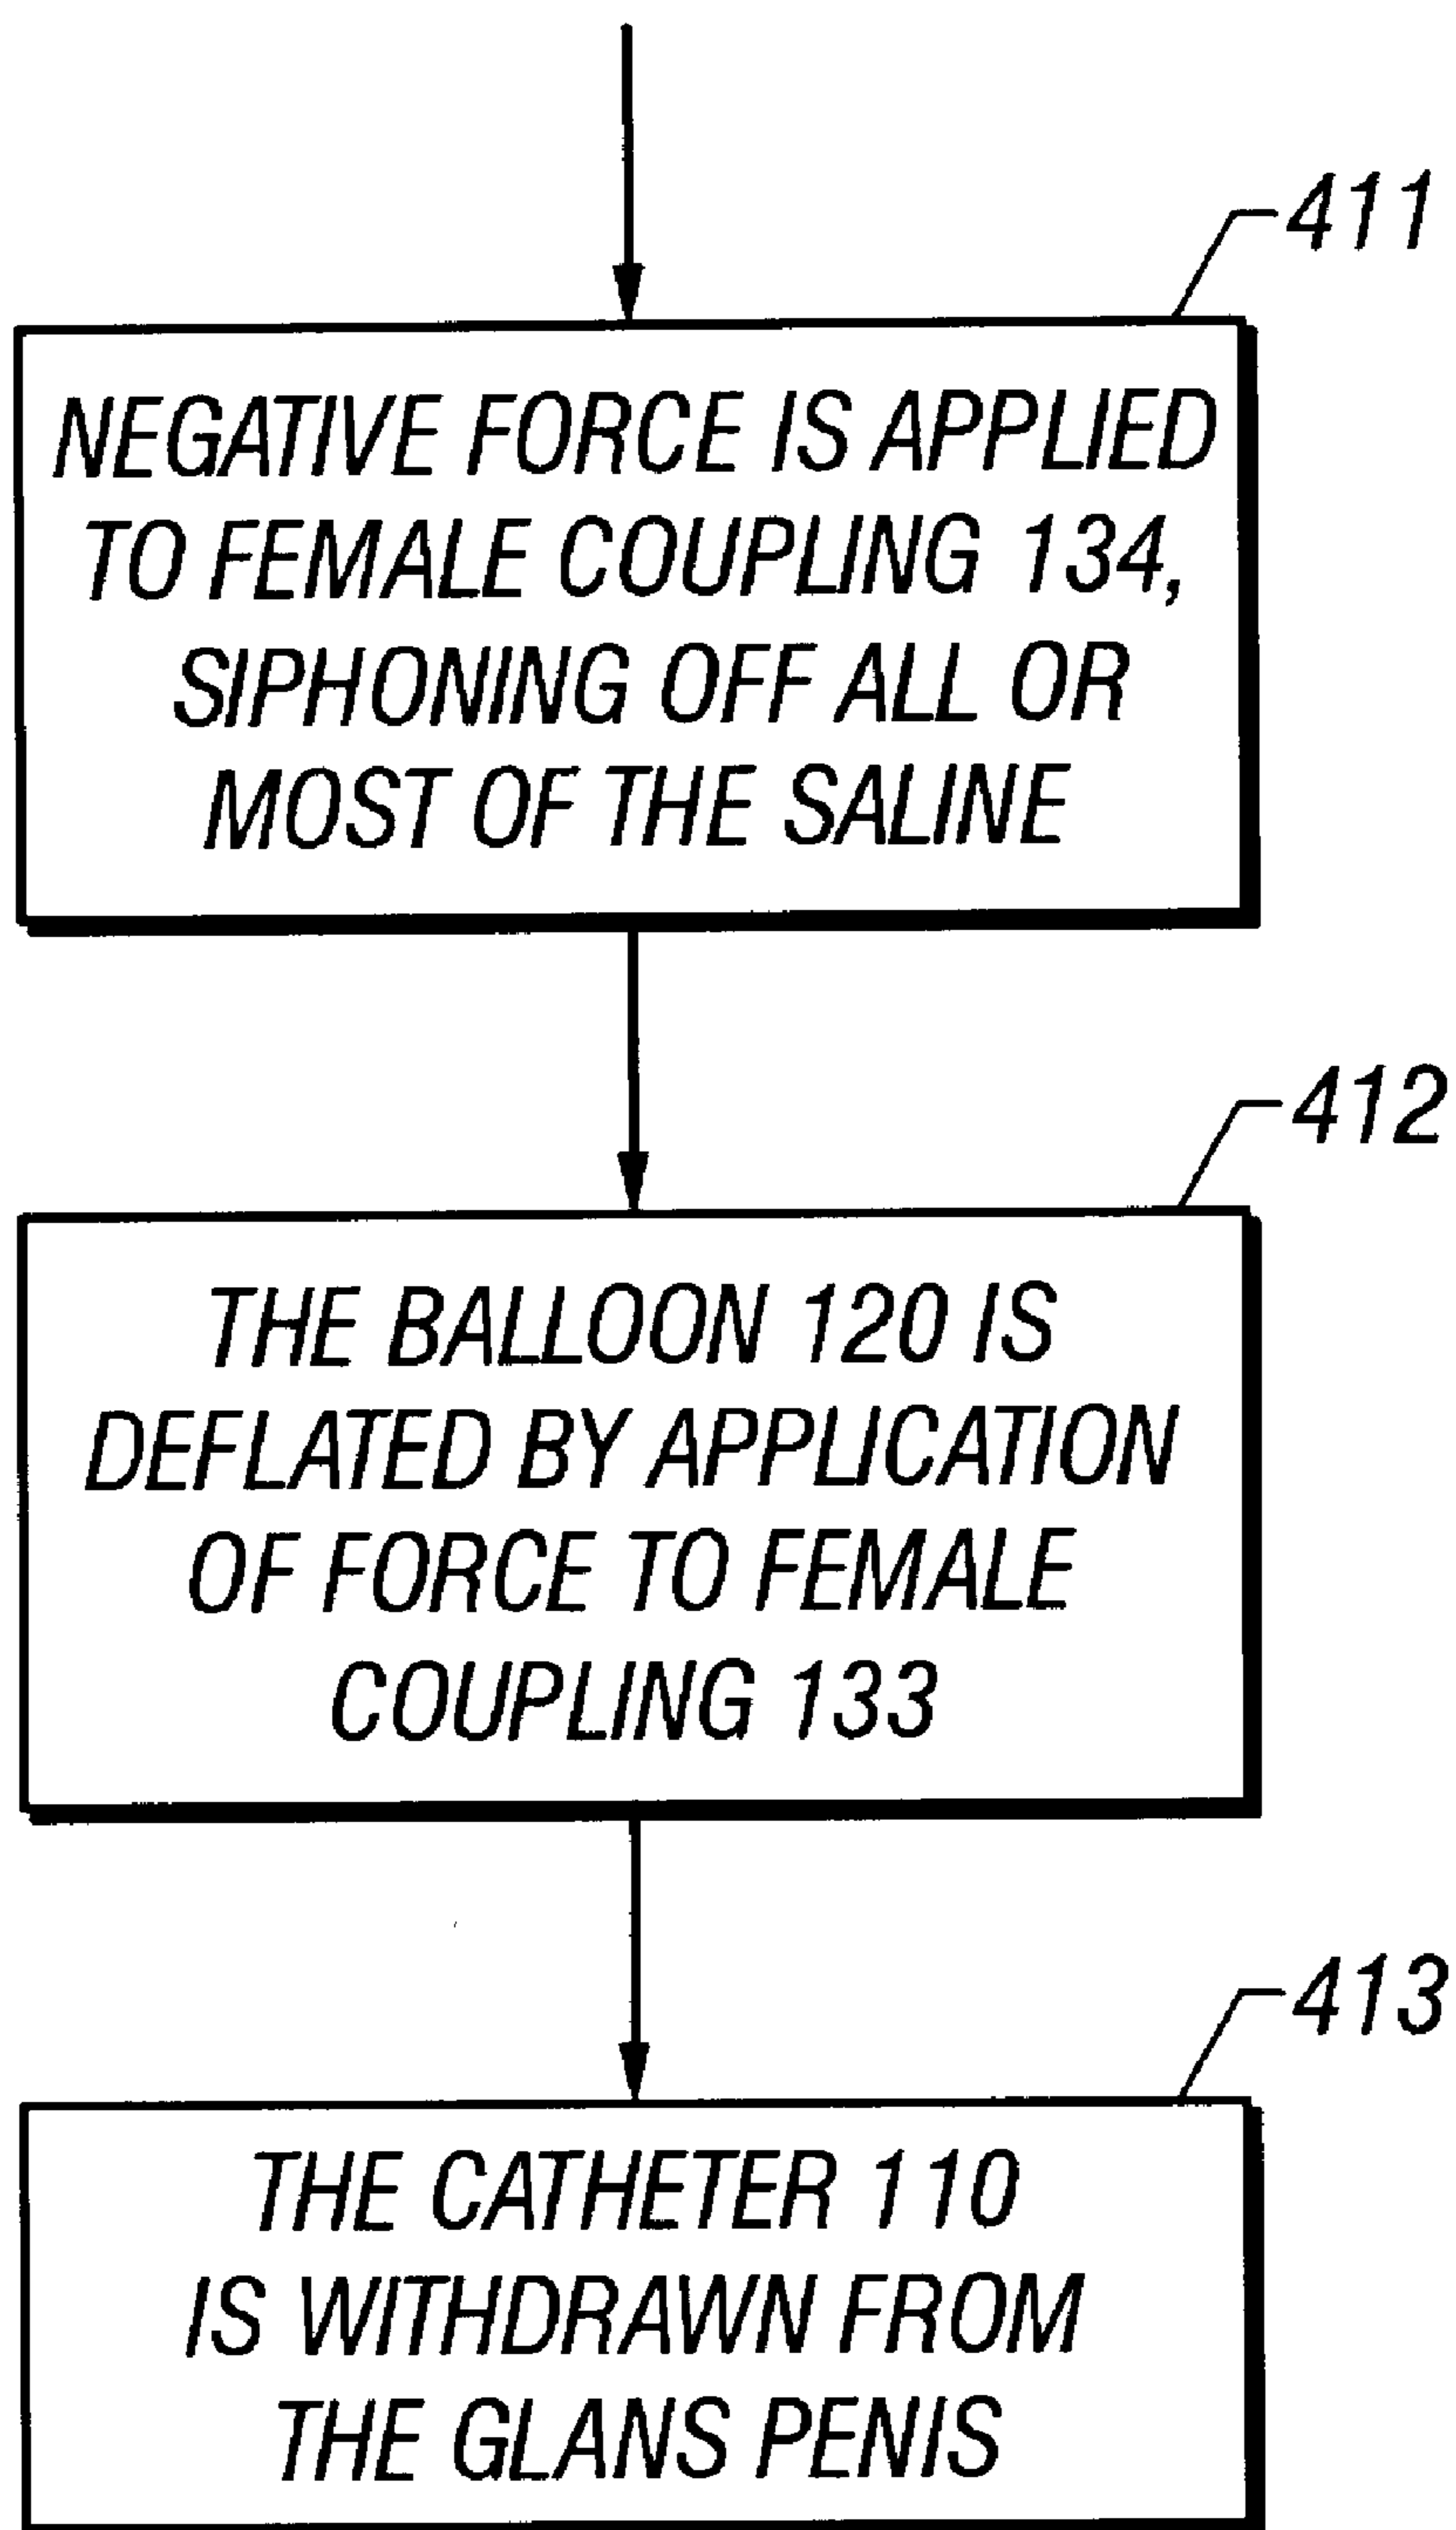 411
NEGATIVE FORCE IS APPLIED
TO FEMALE COUPLING 134,
SIPHONING OFF ALL OR
MOST OF THE SALINE
412
THE BALLOON 120 IS
DEFLATED BY APPLICATION
OF FORCE TO FEMALE
COUPLING 133
413
THE CATHETER 110
IS WITHDRAWN FROM
THE GLANS PENIS